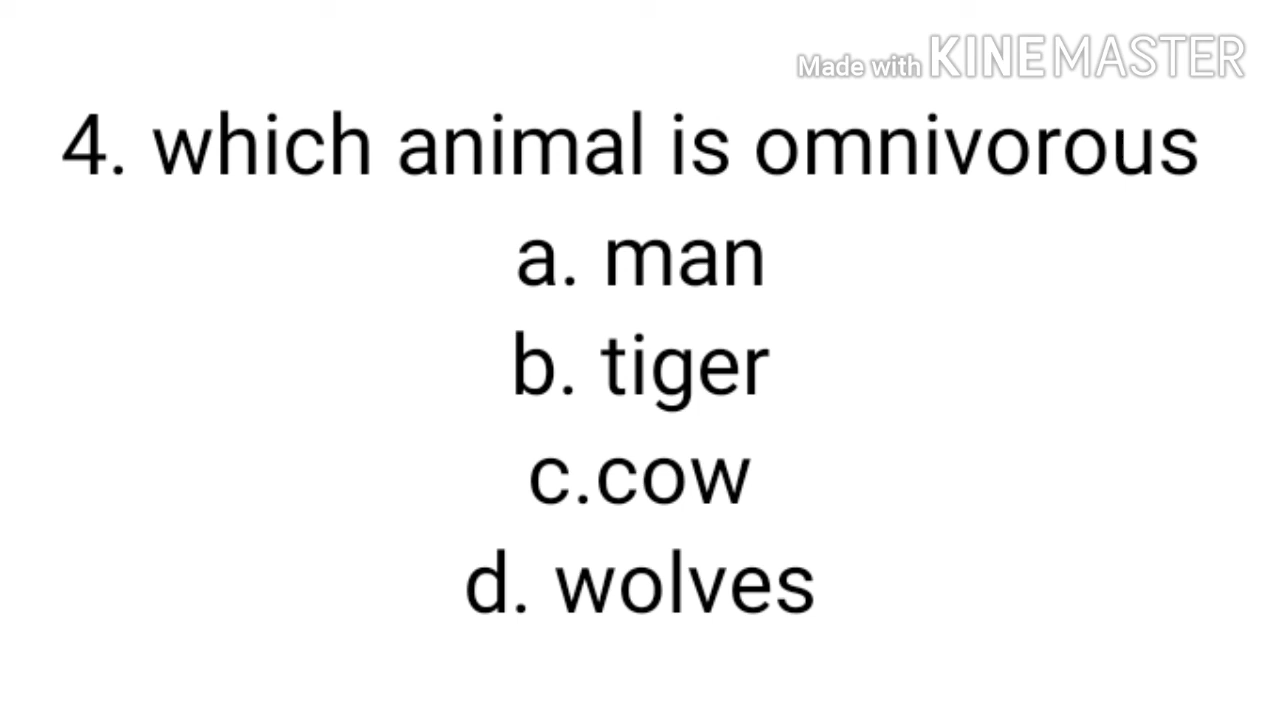 Made with KINEMASTER
4. which animal is omnivorous
a. man
b. tiger
c.cow
d. wolves